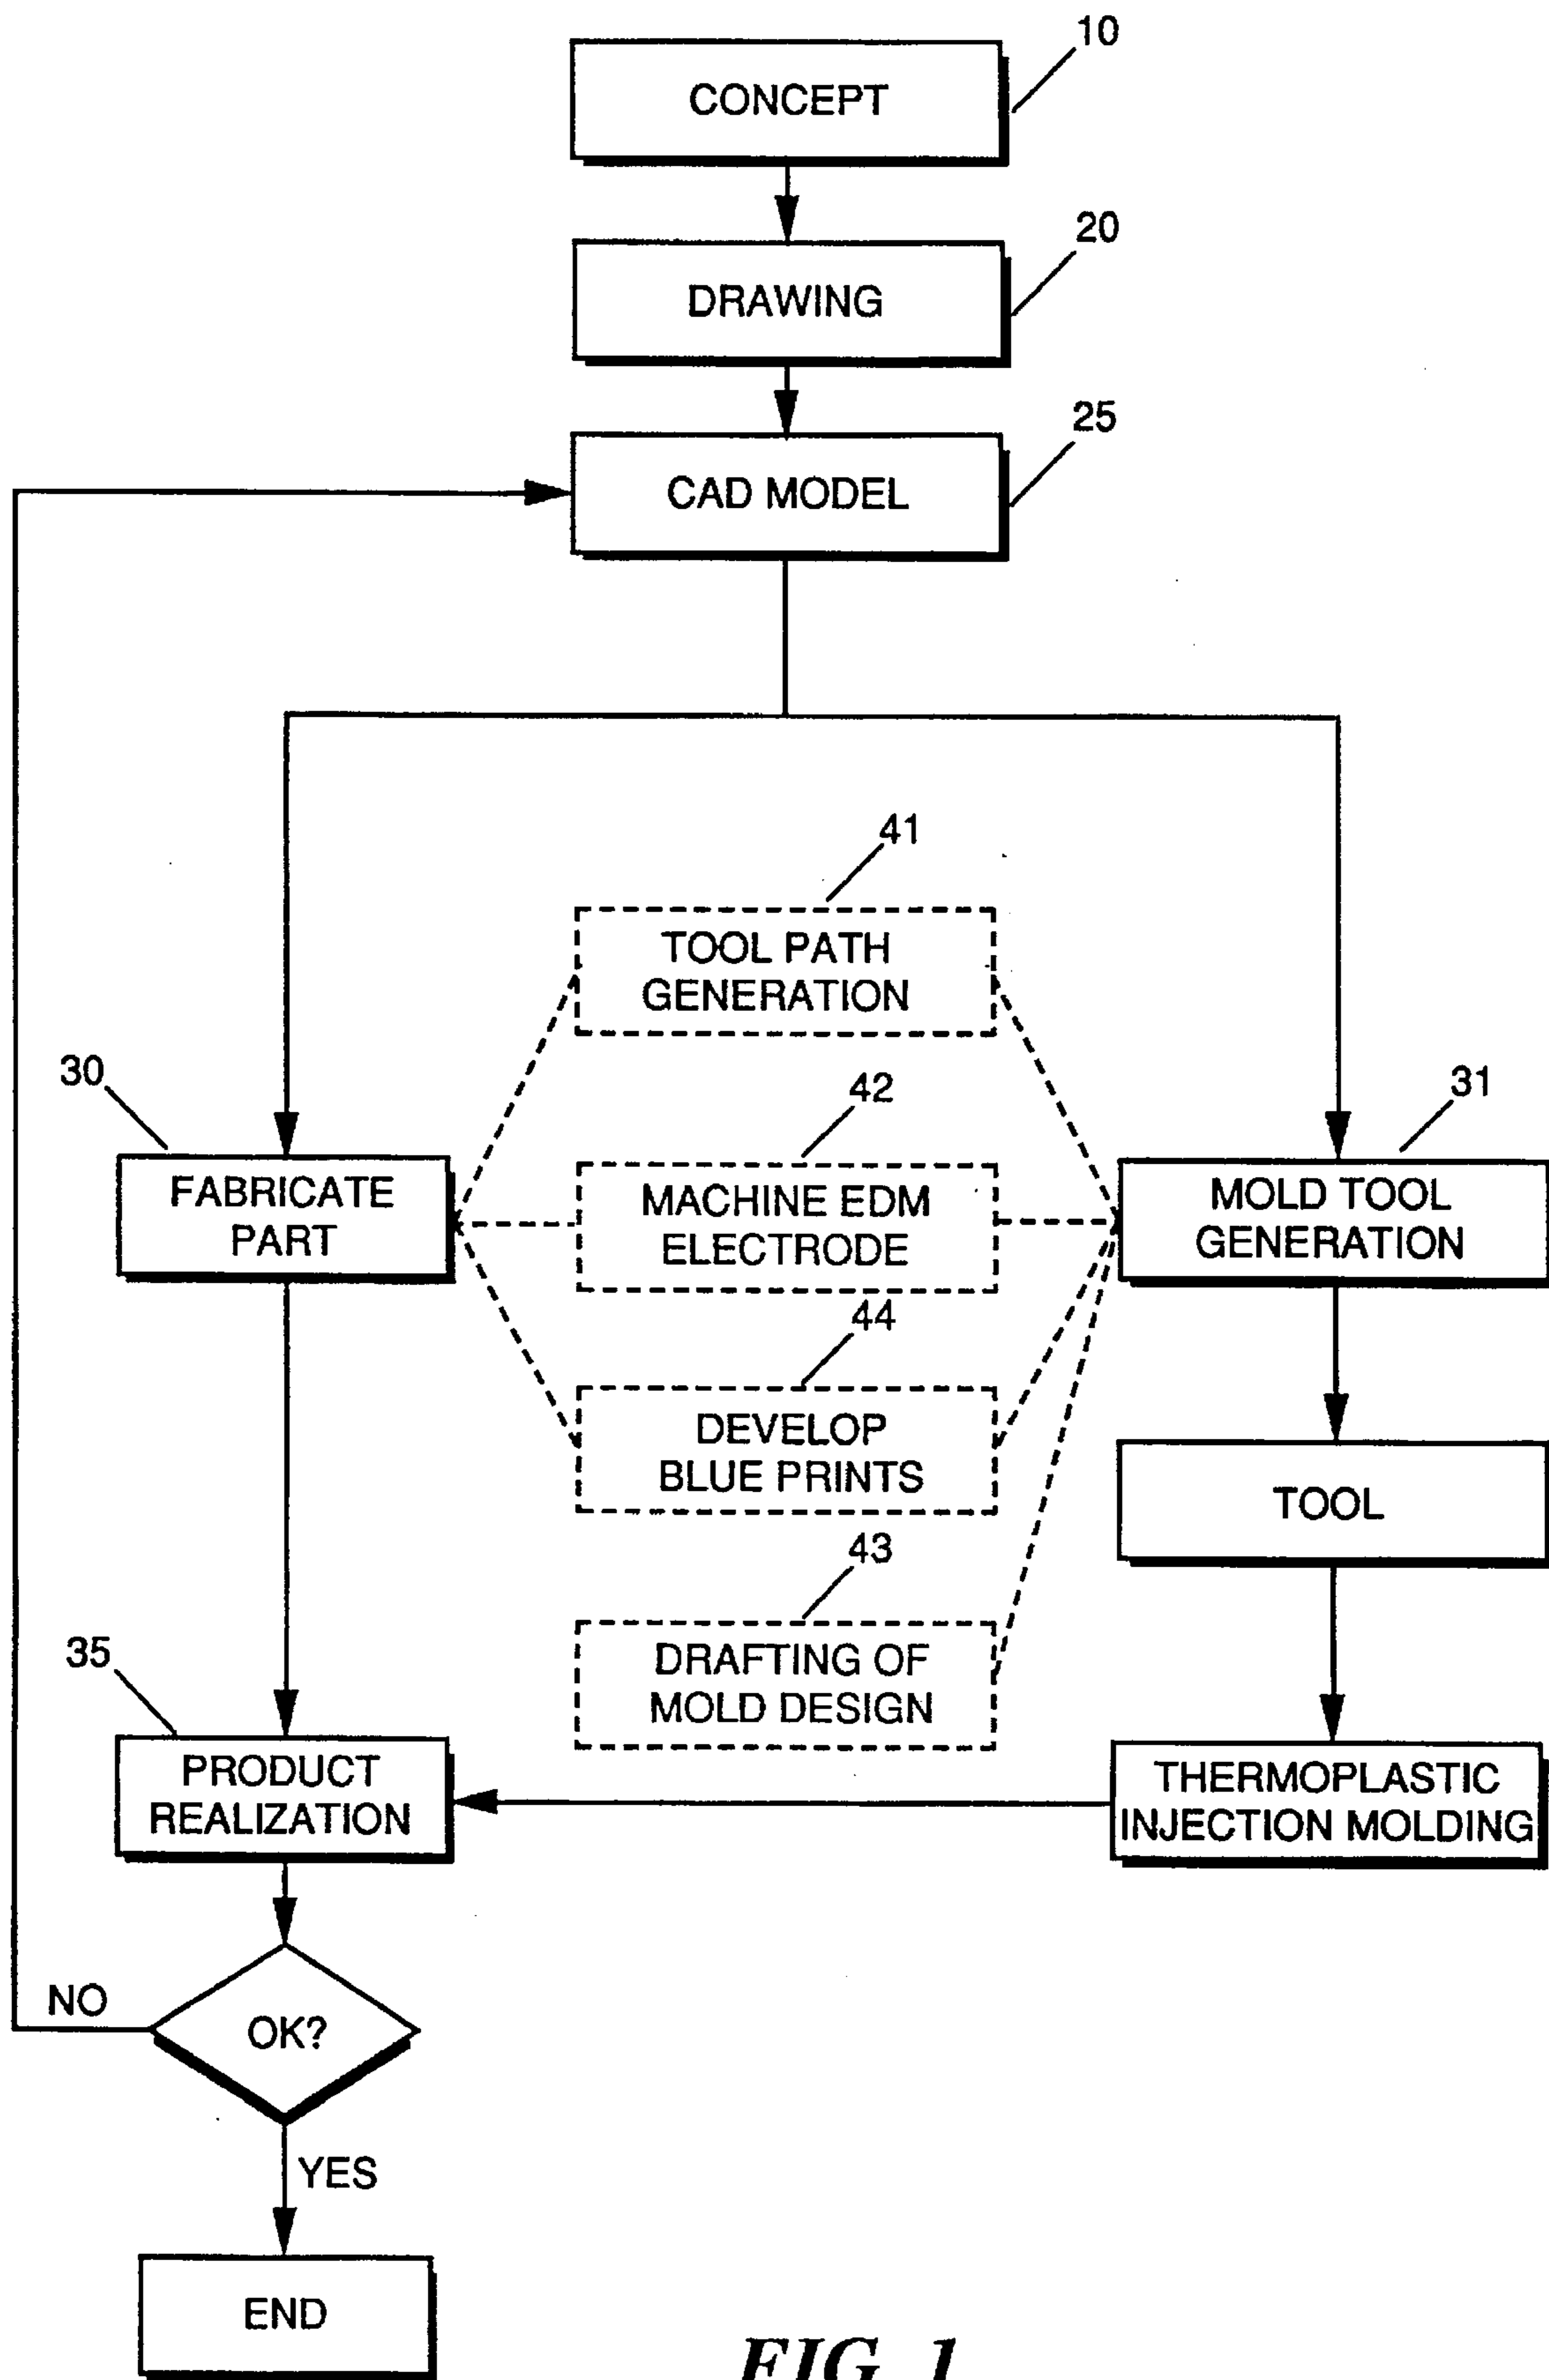 10
CONCEPT
20
DRAWING
25
CAD MODEL
41
TOOL PATH
GENERATION
30
FABRICATE
PART
42
MACHINE EDM
ELECTRODE
31
MOLD TOOL
GENERATION
44
DEVELOP
BLUE PRINTS
TOOL
43
DRAFTING OF
MOLD DESIGN
35
PRODUCT
REALIZATION
THERMOPLASTIC
INJECTION MOLDING
NO
OK?
YES
END
FIG. 1